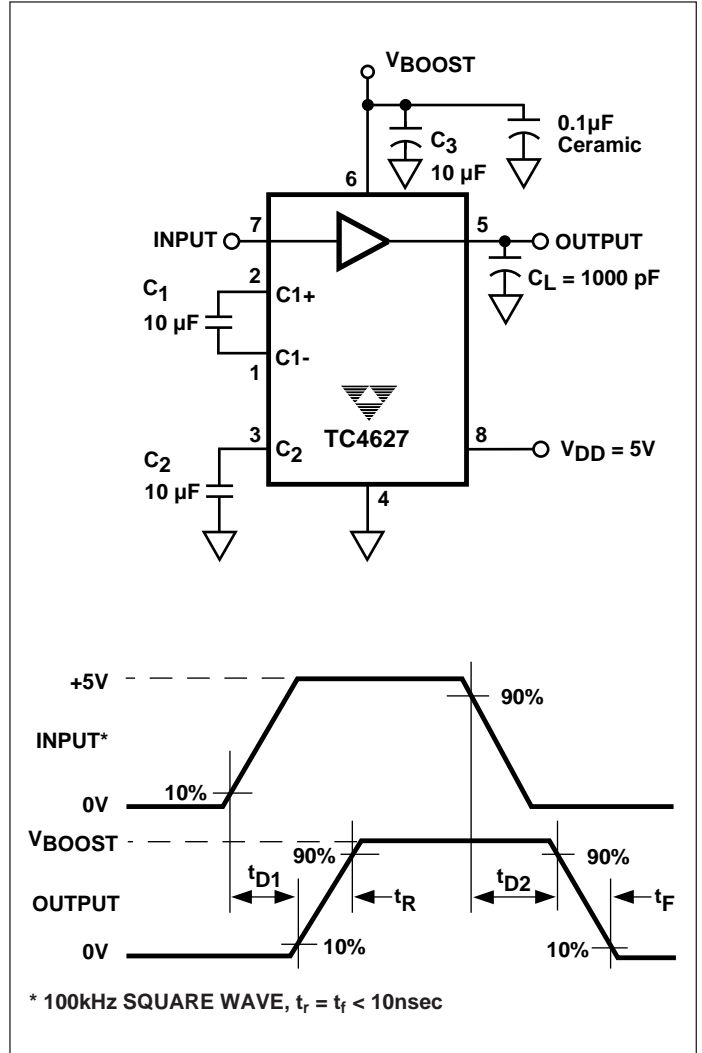 VBOOST
C3
10 µF
0.1µF
Ceramic
6
INPUT
7
5
OUTPUT
CL = 1000 pF
C1
10 µF
2
C1+
C1-
1
TC4627
3
C2
8
VDD = 5V
C2
10 µF
4
+5V
90%
INPUT*
10%
0V
VBOOST
90%
tD1
tR
tD2
90%
tF
OUTPUT
10%
10%
0V
* 100kHz SQUARE WAVE, tr = tf < 10nsec